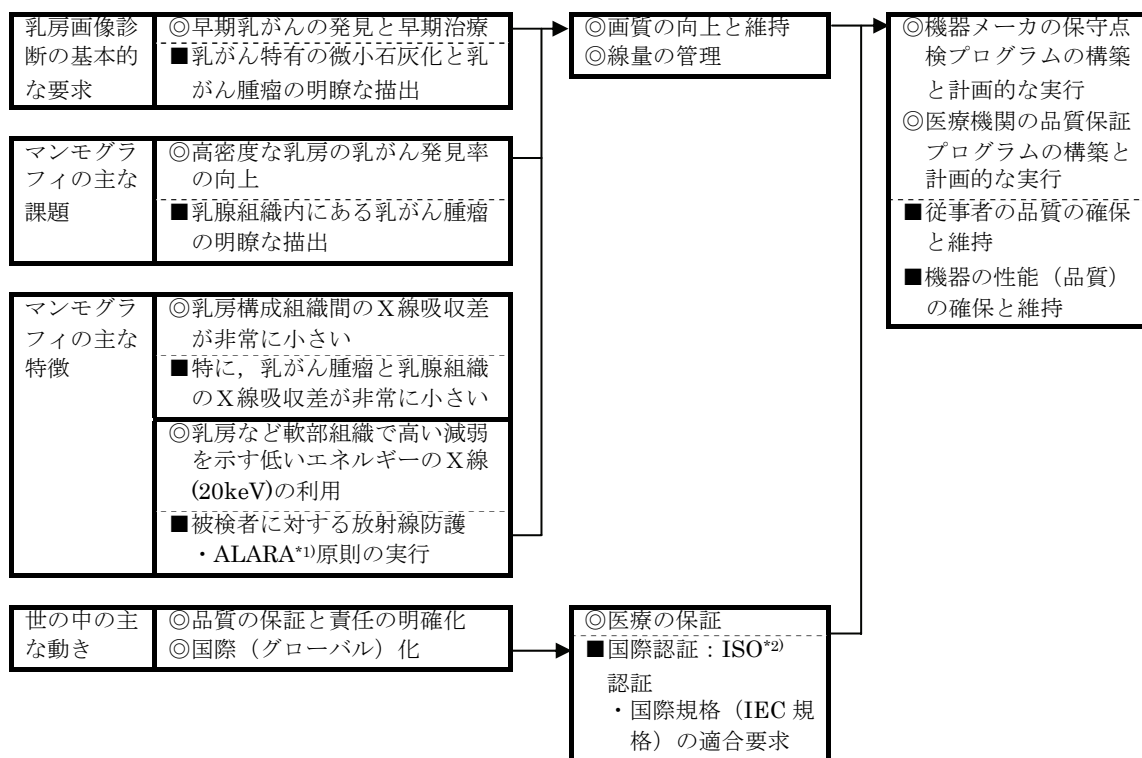 乳房画像診
断の基本的
な要求
◎早期乳がんの発見と早期治療
■乳がん特有の微小石灰化と乳
がん腫瘤の明瞭な描出
マンモグラ
フィの主な
課題
◎高密度な乳房の乳がん発見率
の向上
■乳腺組織内にある乳がん腫瘤
の明瞭な描出
マンモグラ
フィの主な
特徴
◎乳房構成組織間のX線吸収差
が非常に小さい
■特に，乳がん腫瘤と乳腺組織
のX線吸収差が非常に小さい
◎乳房など軟部組織で高い減弱
を示す低いエネルギーのX線
(20keV)の利用
■被検者に対する放射線防護
・ALARA*1)原則の実行
世の中の主
な動き
◎品質の保証と責任の明確化
◎国際（グローバル）化
◎画質の向上と維持
◎線量の管理
◎医療の保証
■国際認証：ISO*2)
認証
・国際規格（IEC 規
格）の適合要求
◎機器メーカの保守点
検プログラムの構築
と計画的な実行
◎医療機関の品質保証
プログラムの構築と
計画的な実行
■従事者の品質の確保
と維持
■機器の性能（品質）
の確保と維持